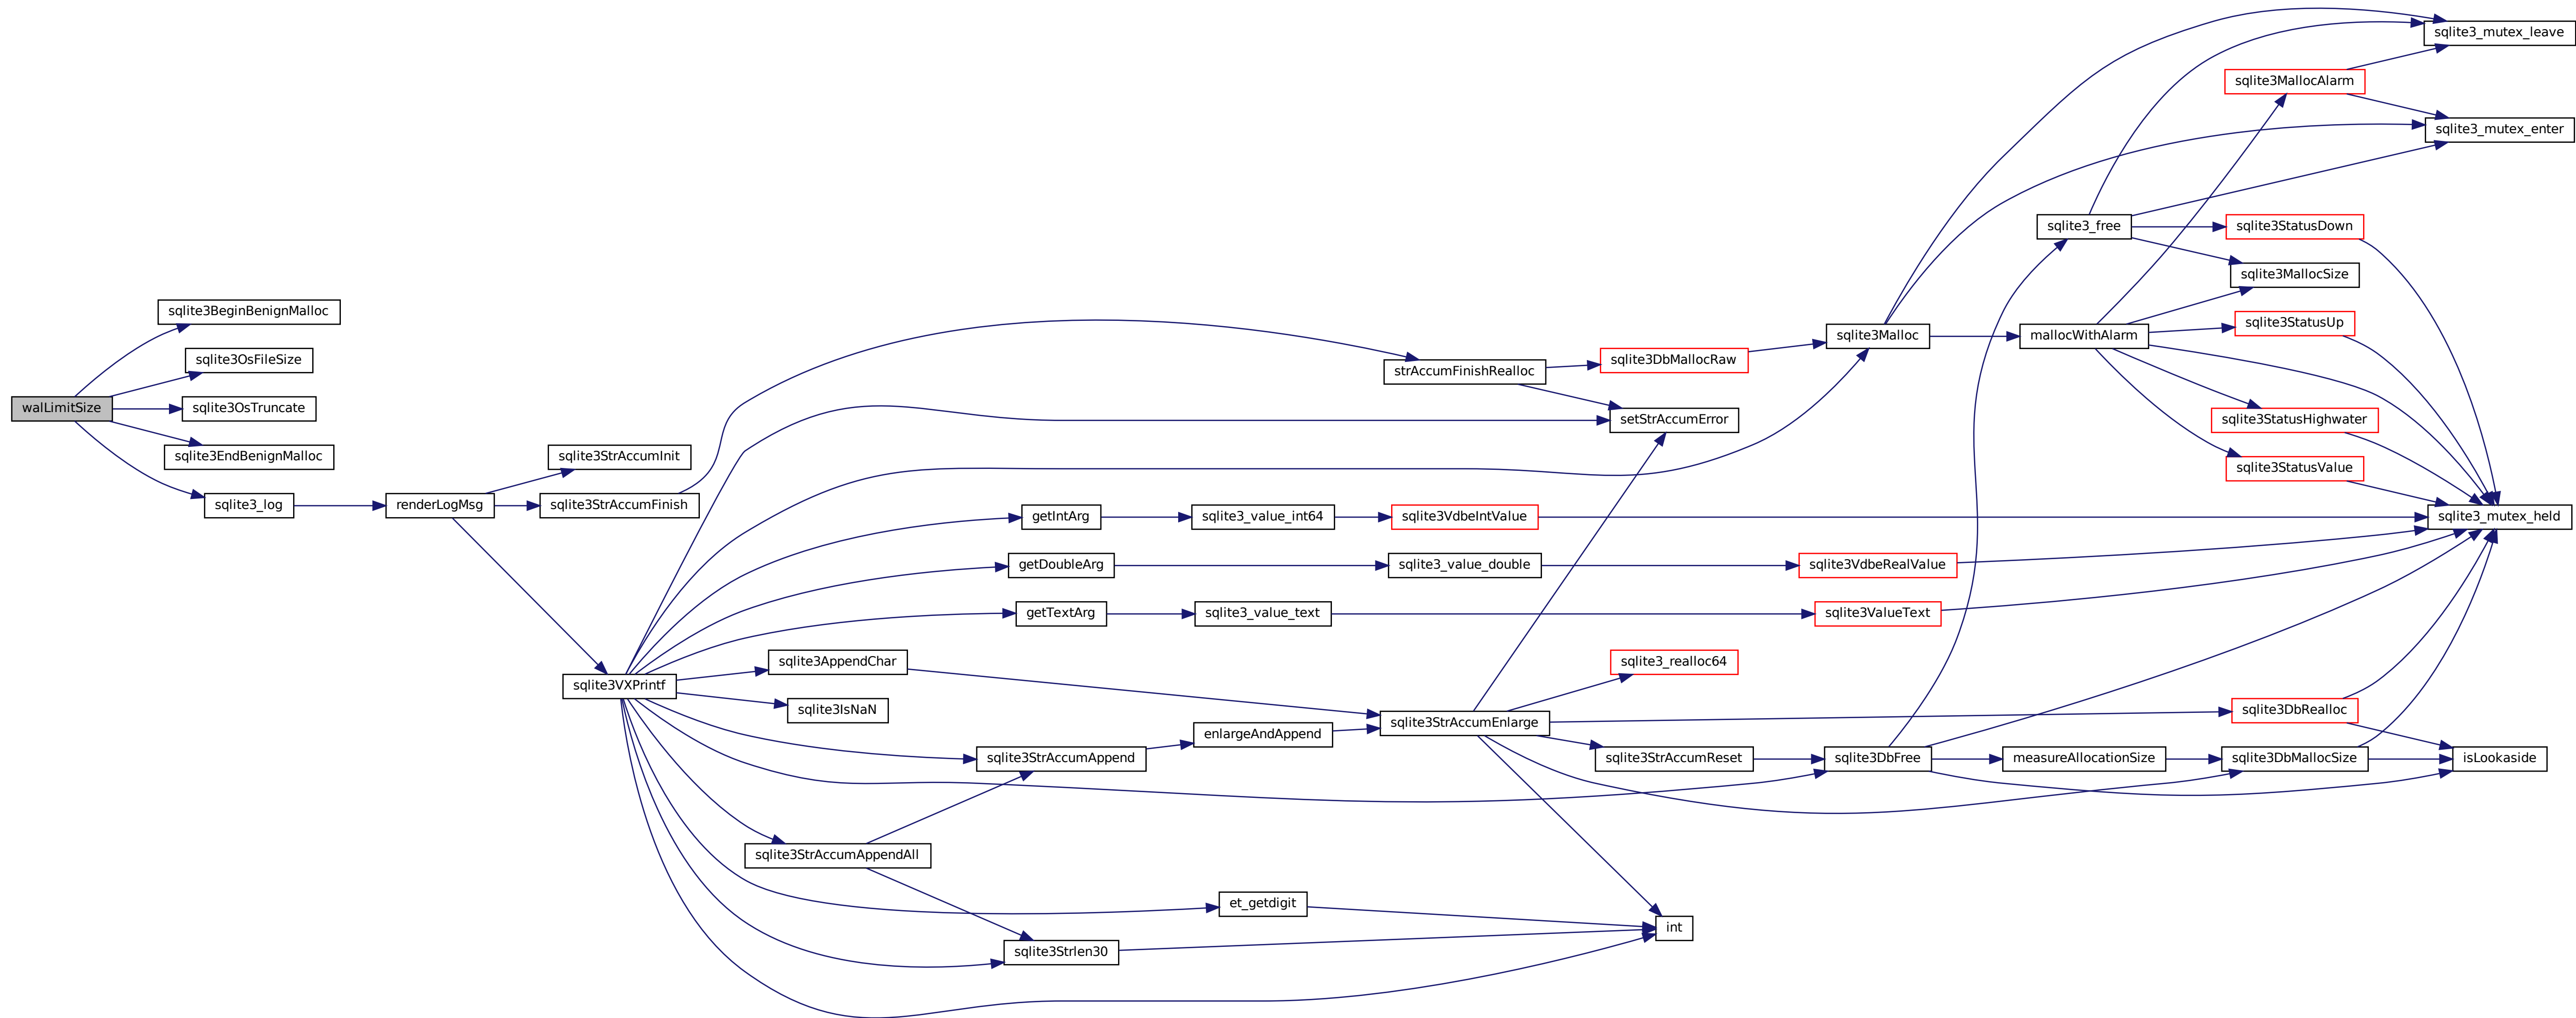 sqlite3_mutex_leave
sqlite3MallocAlarm
sqlite3_mutex_enter
sqlite3_free
sqlite3StatusDown
sqlite3MallocSize
sqlite3BeginBenignMalloc
sqlite3StatusUp
sqlite3Malloc
mallocWithAlarm
sqlite3OsFileSize
sqlite3DbMallocRaw
strAccumFinishRealloc
walLimitSize
sqlite3OsTruncate
setStrAccumError
sqlite3StatusHighwater
sqlite3EndBenignMalloc
sqlite3StrAccumInit
sqlite3StatusValue
sqlite3_log
renderLogMsg
sqlite3StrAccumFinish
getIntArg
sqlite3_value_int64
sqlite3VdbeIntValue
sqlite3_mutex_held
getDoubleArg
sqlite3_value_double
sqlite3VdbeRealValue
getTextArg
sqlite3_value_text
sqlite3ValueText
sqlite3AppendChar
sqlite3_realloc64
sqlite3VXPrintf
sqlite3IsNaN
sqlite3DbRealloc
sqlite3StrAccumEnlarge
enlargeAndAppend
sqlite3StrAccumAppend
sqlite3StrAccumReset
sqlite3DbFree
measureAllocationSize
sqlite3DbMallocSize
isLookaside
sqlite3StrAccumAppendAll
et_getdigit
int
sqlite3Strlen30